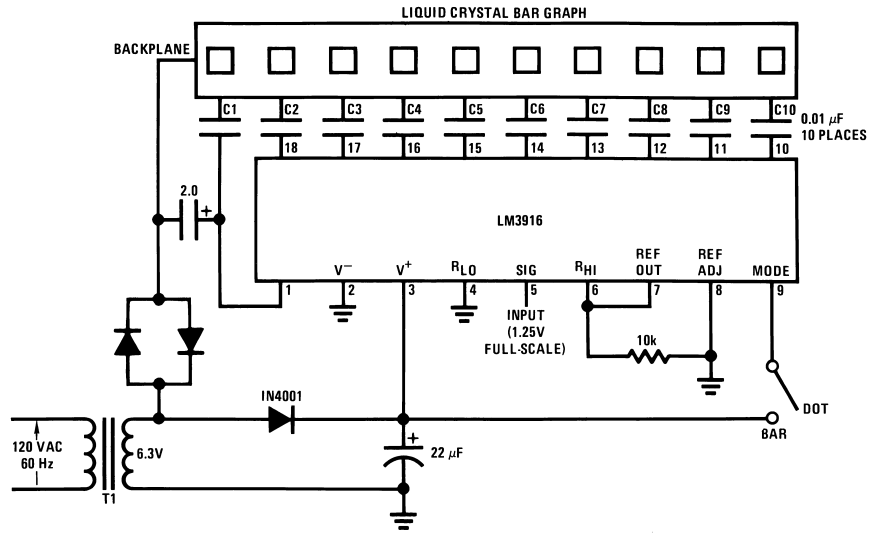 LIQUID CRYSTAL BAR GRAPH
BACKPLANE
C1 C2 C3 C4 C5 C6 C7 C8 C9 C10
0.01 μF
10 PLACES
18 17 16 15 14 13 12 11 10
2.0
+
LM3916
V− V+ RLO SIG RHI REF OUT REF ADJ MODE
1 2 3 4 5 6 7 8 9
INPUT
(1.25V
FULL-SCALE)
10k
IN4001
DOT
BAR
120 VAC
60 Hz
6.3V
+
22 μF
T1